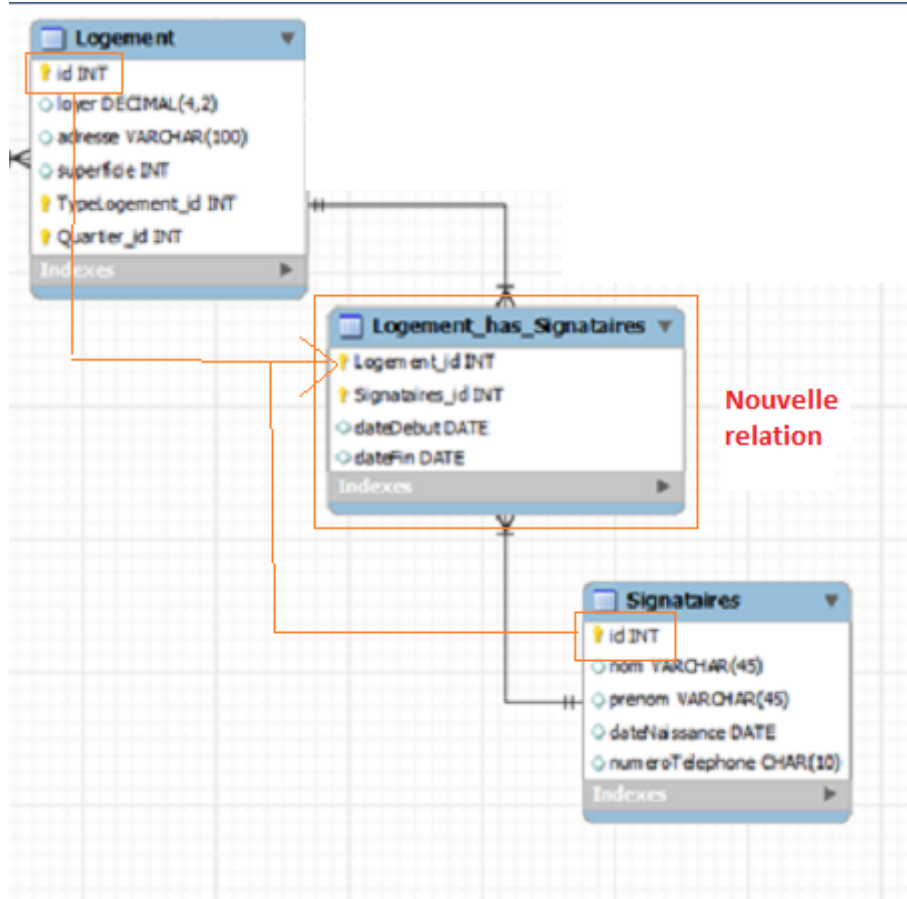 Logement
id INT
loyer DECIMAL(4,2)
adresse VARCHAR(100)
superficie INT
TypeLogement_id INT
Quartier_id INT
Indexes
Logement_has_Signataires
Logement_id INT
Signataires_id INT
dateDebut DATE
dateFin DATE
Indexes
Nouvelle
relation
Signataires
id INT
nom VARCHAR(45)
prenom VARCHAR(45)
dateNaissance DATE
numeroTelephone CHAR(10)
Indexes